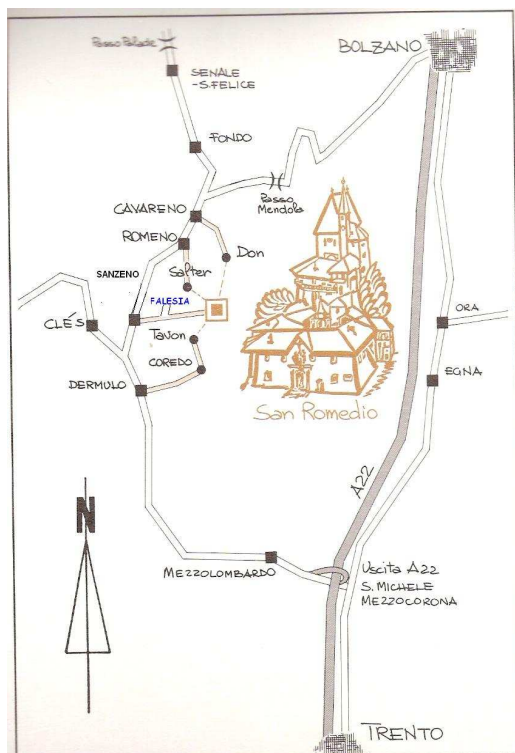 Passo Palade
BOLZANO
SENALE
-S.FELICE
FONDO
Passo
Mendola
CAVARENO
ROMENO
Don
SANZENO
Salter
FALESIA
CLÉS
Tavon
COREDO
DERMULO
ORA
EGNA
San Romedio
A22
N
MEZZOLOMBARDO
Uscita A22
S. MICHELE
MEZZOCORONA
TRENTO